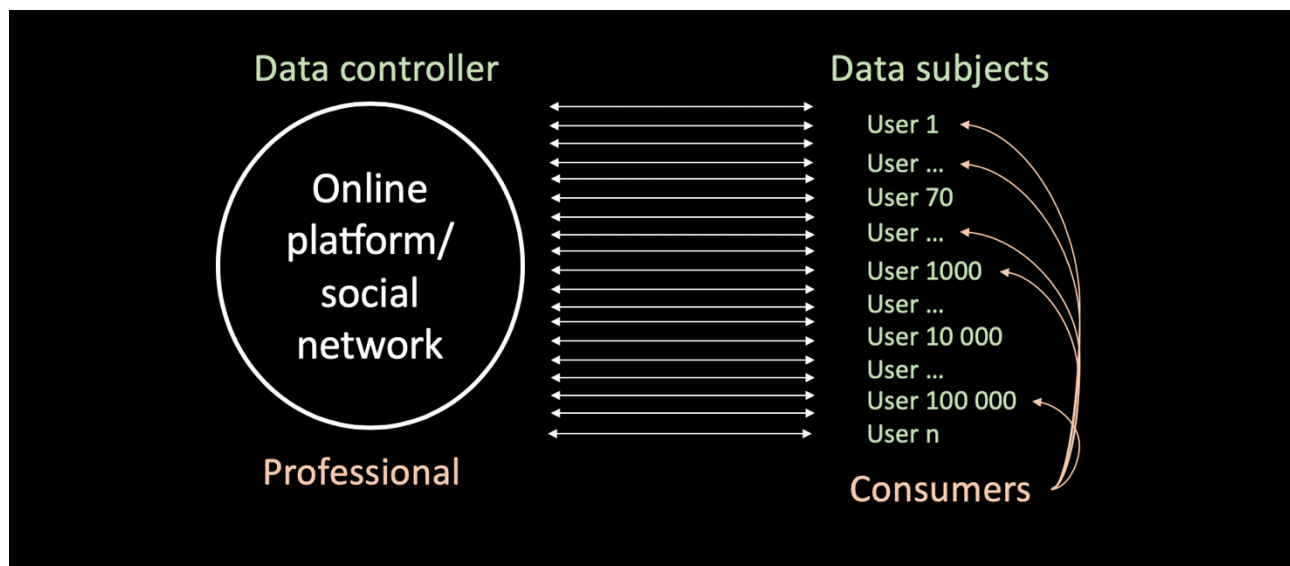 Data controller
Online
platform/
social
network
Professional
Data subjects
User 1
User ...
User 70
User ...
User 1000
User ...
User 10 000
User ...
User 100 000
User n
Consumers